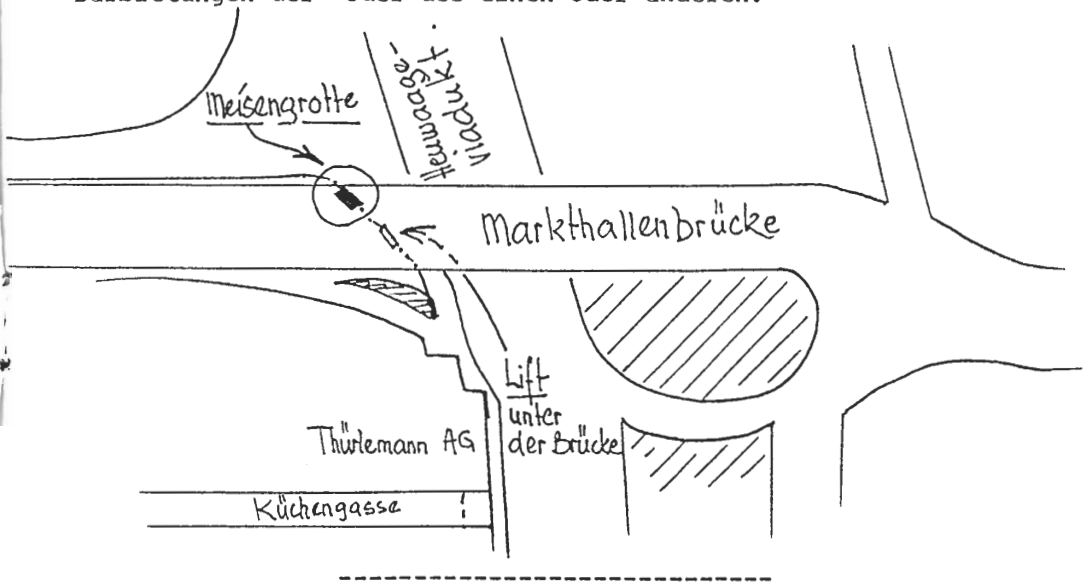 Meisengrotte
Heuwaage-
viadukt.
Markthallenbrücke
Lift
unter
der Brücke
Thürlemann AG
Küchengasse